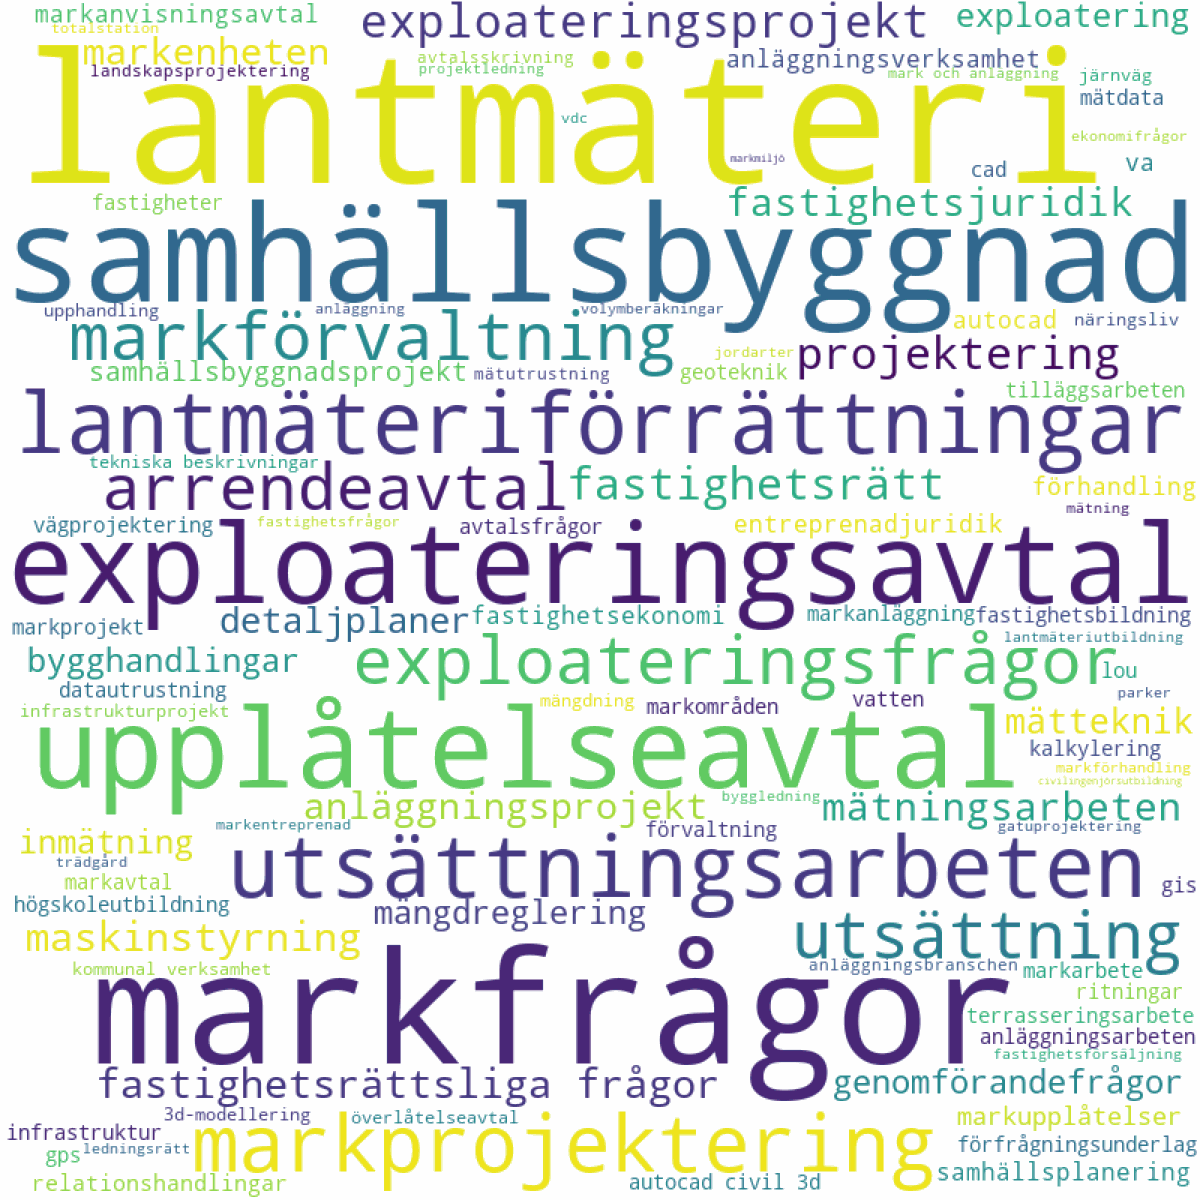 markanvisningsavtal
exploateringsprojekt
exploatering
totalstation
markenheten
avtalsskrivning
anläggningsverksamhet
landskapsprojektering
projektledning
mark och anläggning
järnväg
lantmäteri
mätdata
vdc
ekonomifrågor
markmiljö
cad
va
fastigheter
fastighetsjuridik
samhällsbyggnad
upphandling
anläggning
volymberäkningar
markförvaltning
autocad
näringsliv
jordarter
projektering
samhällsbyggnadsprojekt
mätutrustning
geoteknik
tilläggsarbeten
lantmäteriförrättningar
tekniska beskrivningar
arrendeavtal
fastighetsrätt
förhandling
mätning
vägprojektering
fastighetsfrågor
avtalsfrågor
entreprenadjuridik
exploateringsavtal
markprojekt
detaljplaner
fastighetsekonomi
markanläggning
fastighetsbildning
lantmäteriutbildning
bygghandlingar
exploateringsfrågor
lou
datautrustning
mängdning
markområden
vatten
parker
infrastrukturprojekt
upplåtelseavtal
mätteknik
kalkylering
markförhandling
civilingenjörsutbildning
anläggningsprojekt
byggledning
mätningsarbeten
markentreprenad
förvaltning
gatuprojektering
inmätning
utsättningsarbeten
trädgård
markavtal
gis
högskoleutbildning
mängdreglering
maskinstyrning
utsättning
kommunal verksamhet
anläggningsbranschen
markarbete
markfrågor
ritningar
terrasseringsarbete
anläggningsarbeten
fastighetsförsäljning
fastighetsrättsliga frågor
genomförandefrågor
3d-modellering
överlåtelseavtal
markupplåtelser
infrastruktur
markprojektering
ledningsrätt
förfrågningsunderlag
gps
samhällsplanering
relationshandlingar
autocad civil 3d